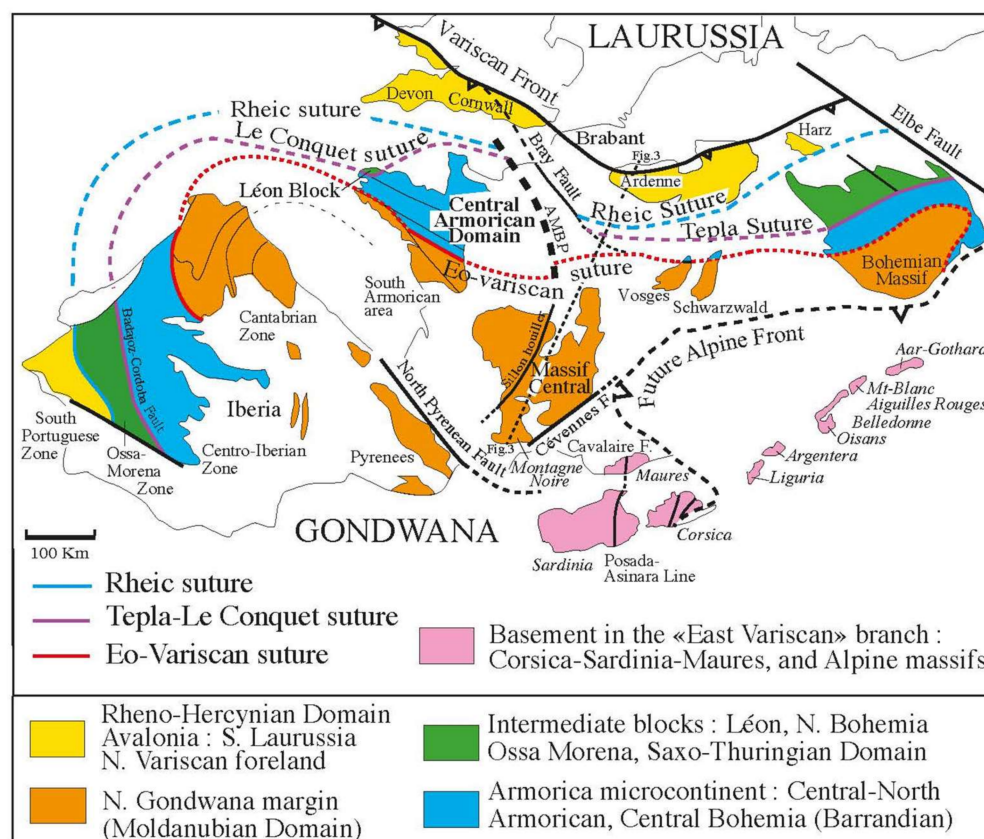 LAURUSSIA
Variscan Front
Devon
Cornwall
Rheic suture
Le Conquet suture
Bray Fault
Brabant
Fig.3
Ardenne
Harz
Elbe Fault
Léon Block
Central
Armorican
Domain
AMBP
Rheic Suture
Tepla Suture
Eo-variscan suture
Bohemian
Massif
South
Armorican
area
Vosges
Schwarzwald
Cantabrian
Zone
Badajoz-Cordoba Fault
Sillon houiller
Massif
Central
Future Alpine Front
Aar-Gothard
Mt-Blanc
Aiguilles Rouges
Belledonne
Oisans
Argentera
Liguria
North Pyrenean Fault
Iberia
South
Portuguese
Zone
Ossa-
Morena
Zone
Centro-Iberian
Zone
Pyrenees
Fig.3
Cévennes F.
Montagne
Noire
Cavalaire F.
Maures
GONDWANA
Sardinia
Posada-
Asinara Line
Corsica
100 Km
Rheic suture
Tepla-Le Conquet suture
Eo-Variscan suture
Basement in the «East Variscan» branch :
Corsica-Sardinia-Maures, and Alpine massifs
Rheno-Hercynian Domain
Avalonia : S. Laurussia
N. Variscan foreland
N. Gondwana margin
(Moldanubian Domain)
Intermediate blocks : Léon, N. Bohemia
Ossa Morena, Saxo-Thuringian Domain
Armorica microcontinent : Central-North
Armorican, Central Bohemia (Barrandian)